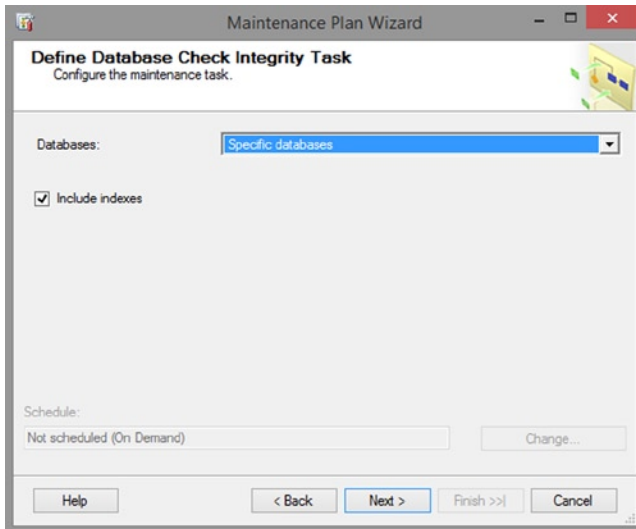 Maintenance Plan Wizard
Define Database Check Integrity Task
Configure the maintenance task.
Databases:
Specific databases
Include indexes
Schedule:
Not scheduled (On Demand)
Change...
Help
< Back
Next >
Finish >>|
Cancel